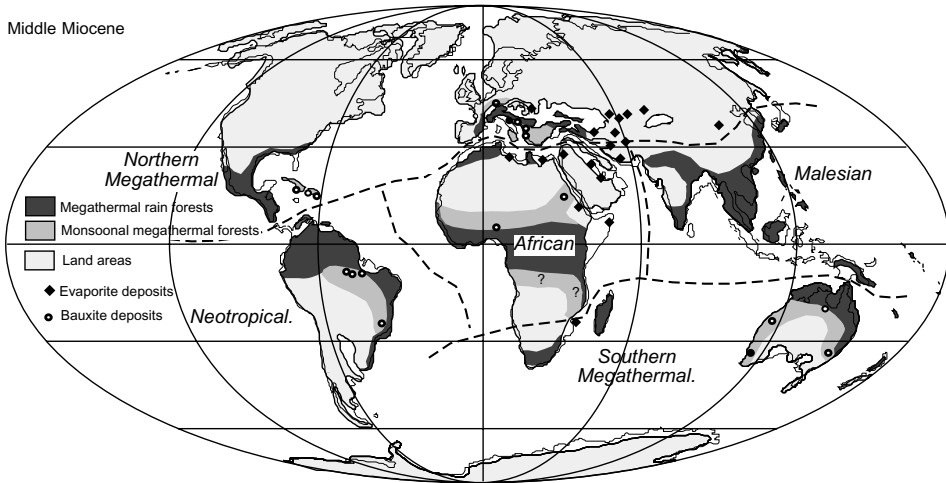 Middle Miocene
Northern
Megathermal
Malesian
Megathermal rain forests
Monsoonal megathermal forests
African
Land areas
?
?
Evaporite deposits
Neotropical.
Bauxite deposits
Southern
Megathermal.